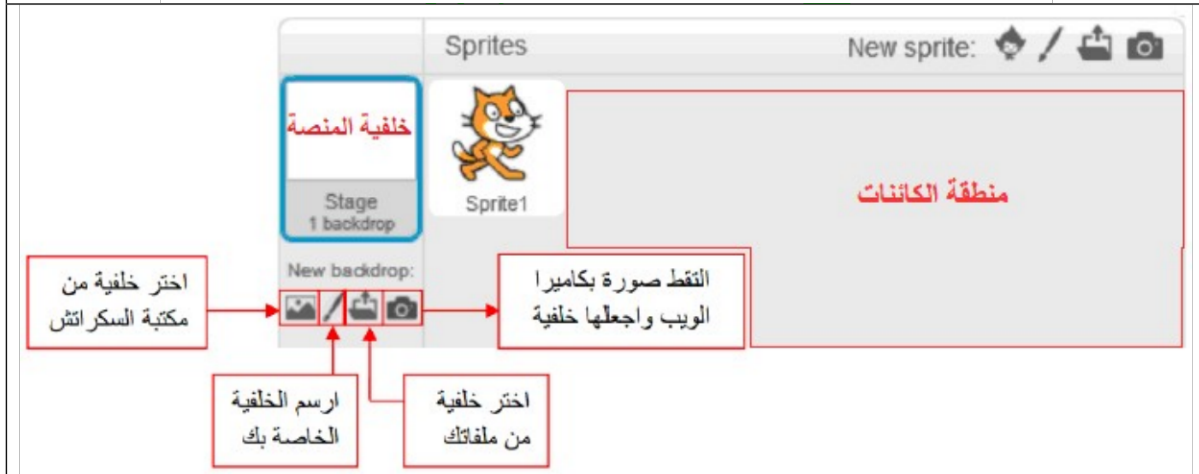 Sprites
New sprite:
خلفية المنصة
Stage
1 backdrop
Sprite1
منطقة الكائنات
New backdrop:
اختر خلفية من
مكتبة السكراتش
التقط صورة بكاميرا
الويب واجعلها خلفية
ارسم الخلفية
الخاصة بك
اختر خلفية
من ملفاتك